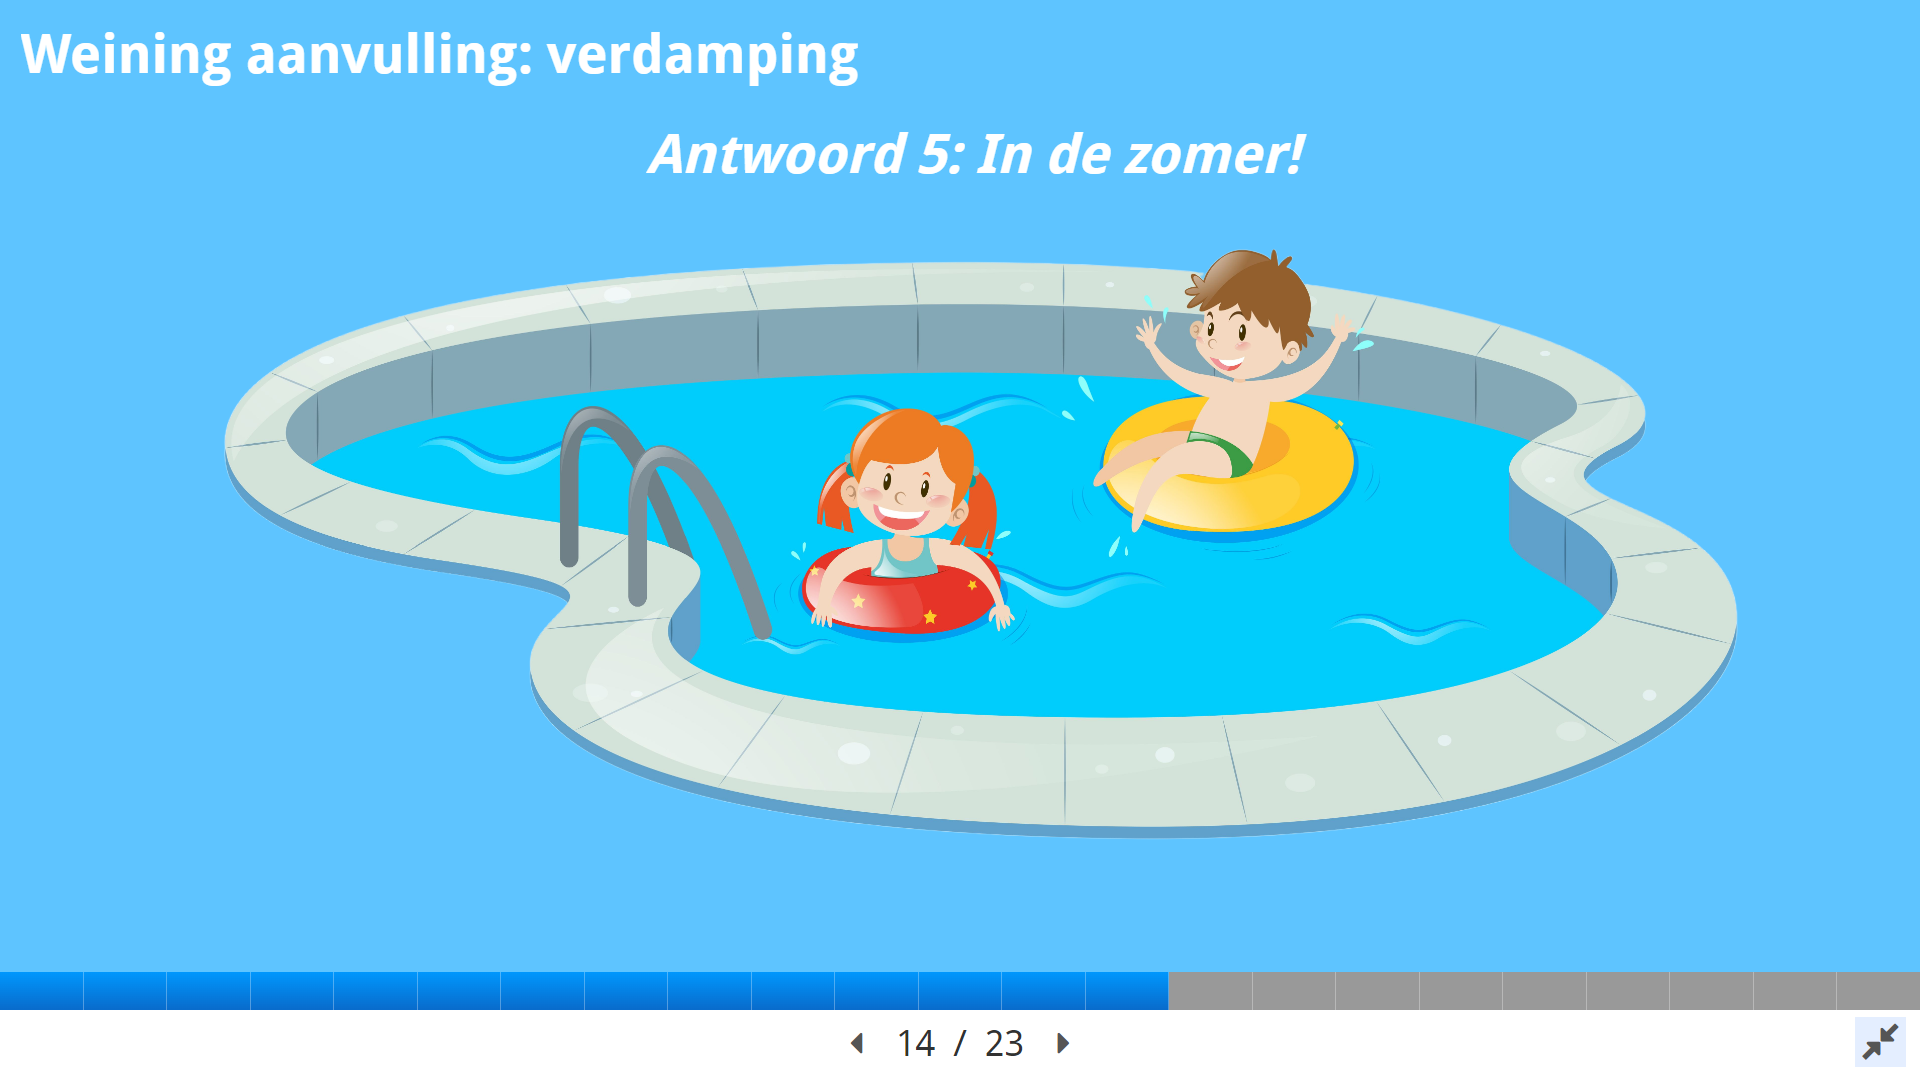 Weining aanvulling: verdamping
Antwoord 5: In de zomer!
14 / 23